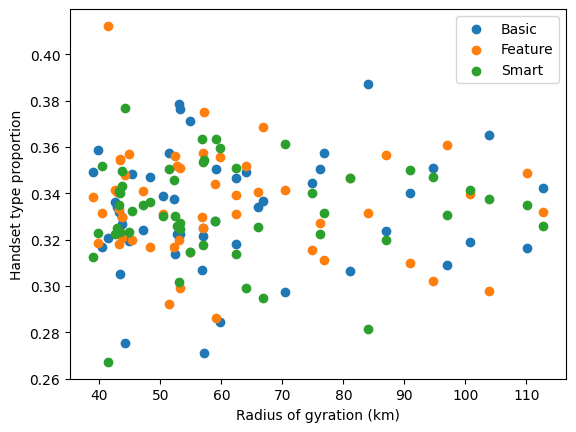 Basic
Feature
Smart
Handset type proportion
0.40
0.38
0.36
0.34
0.32
0.30
0.28
0.26
40 50 60 70 80 90 100 110
Radius of gyration (km)